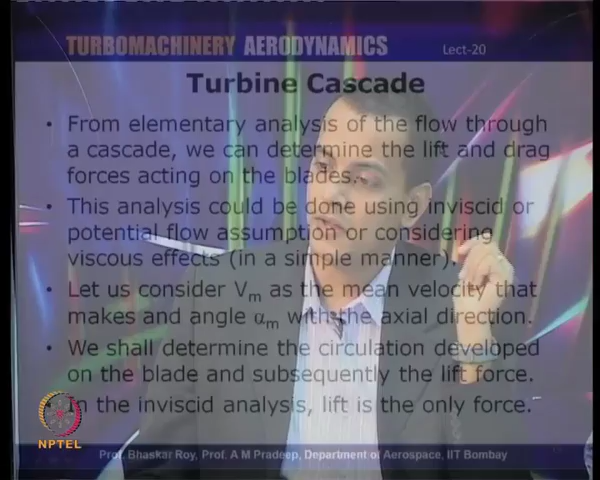 TURBOMACHINERY AERODYNAMICS Lect-20
Turbine Cascade
• From elementary analysis of the flow through
a cascade, we can determine the lift and drag
forces acting on the blades.
• This analysis could be done using inviscid or
potential flow assumption or considering
viscous effects (in a simple manner).
• Let us consider Vm as the mean velocity that
makes and angle αm with the axial direction.
• We shall determine the circulation developed
on the blade and subsequently the lift force.
• In the inviscid analysis, lift is the only force.
NPTEL
Prof. Bhaskar Roy, Prof. A M Pradeep, Department of Aerospace, IIT Bombay